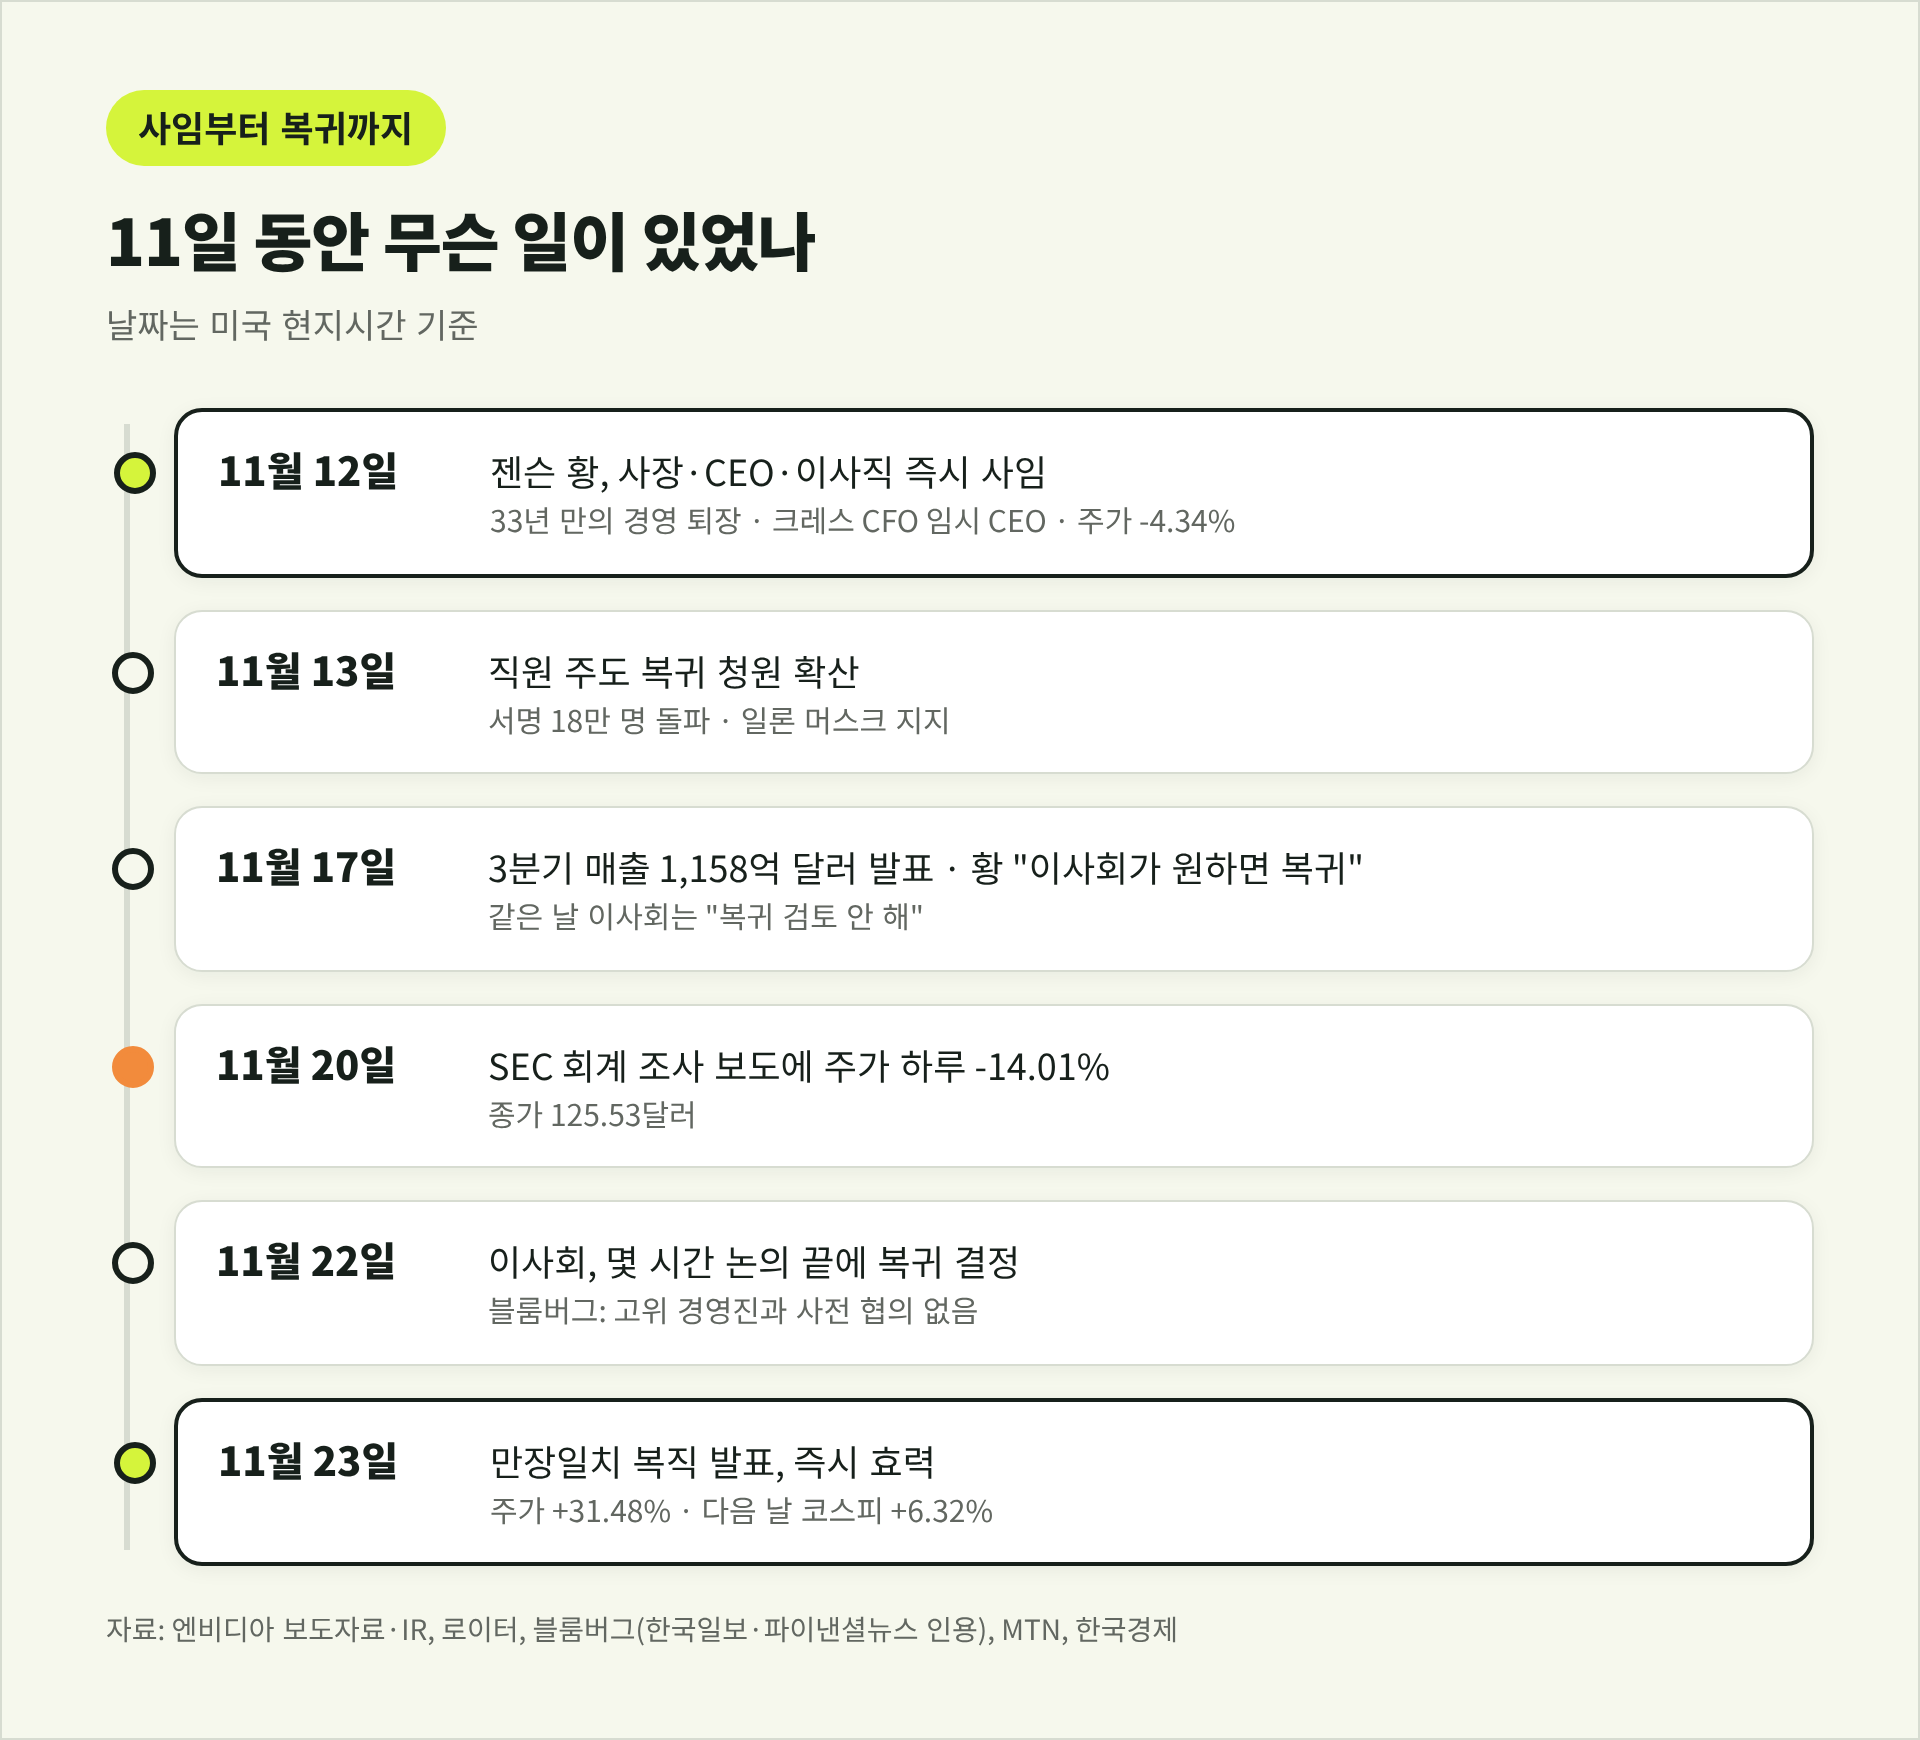 사임부터 복귀까지
11일 동안 무슨 일이 있었나
날짜는 미국 현지시간 기준
11월 12일
젠슨 황, 사장·CEO·이사직 즉시 사임
33년 만의 경영 퇴장 · 크레스 CFO 임시 CEO · 주가 -4.34%
11월 13일
직원 주도 복귀 청원 확산
서명 18만 명 돌파 · 일론 머스크 지지
11월 17일
3분기 매출 1,158억 달러 발표 · 황 "이사회가 원하면 복귀"
같은 날 이사회는 "복귀 검토 안 해"
11월 20일
SEC 회계 조사 보도에 주가 하루 -14.01%
종가 125.53달러
11월 22일
이사회, 몇 시간 논의 끝에 복귀 결정
블룸버그: 고위 경영진과 사전 협의 없음
11월 23일
만장일치 복직 발표, 즉시 효력
주가 +31.48% · 다음 날 코스피 +6.32%
자료: 엔비디아 보도자료·IR, 로이터, 블룸버그(한국일보·파이낸셜뉴스 인용), MTN, 한국경제